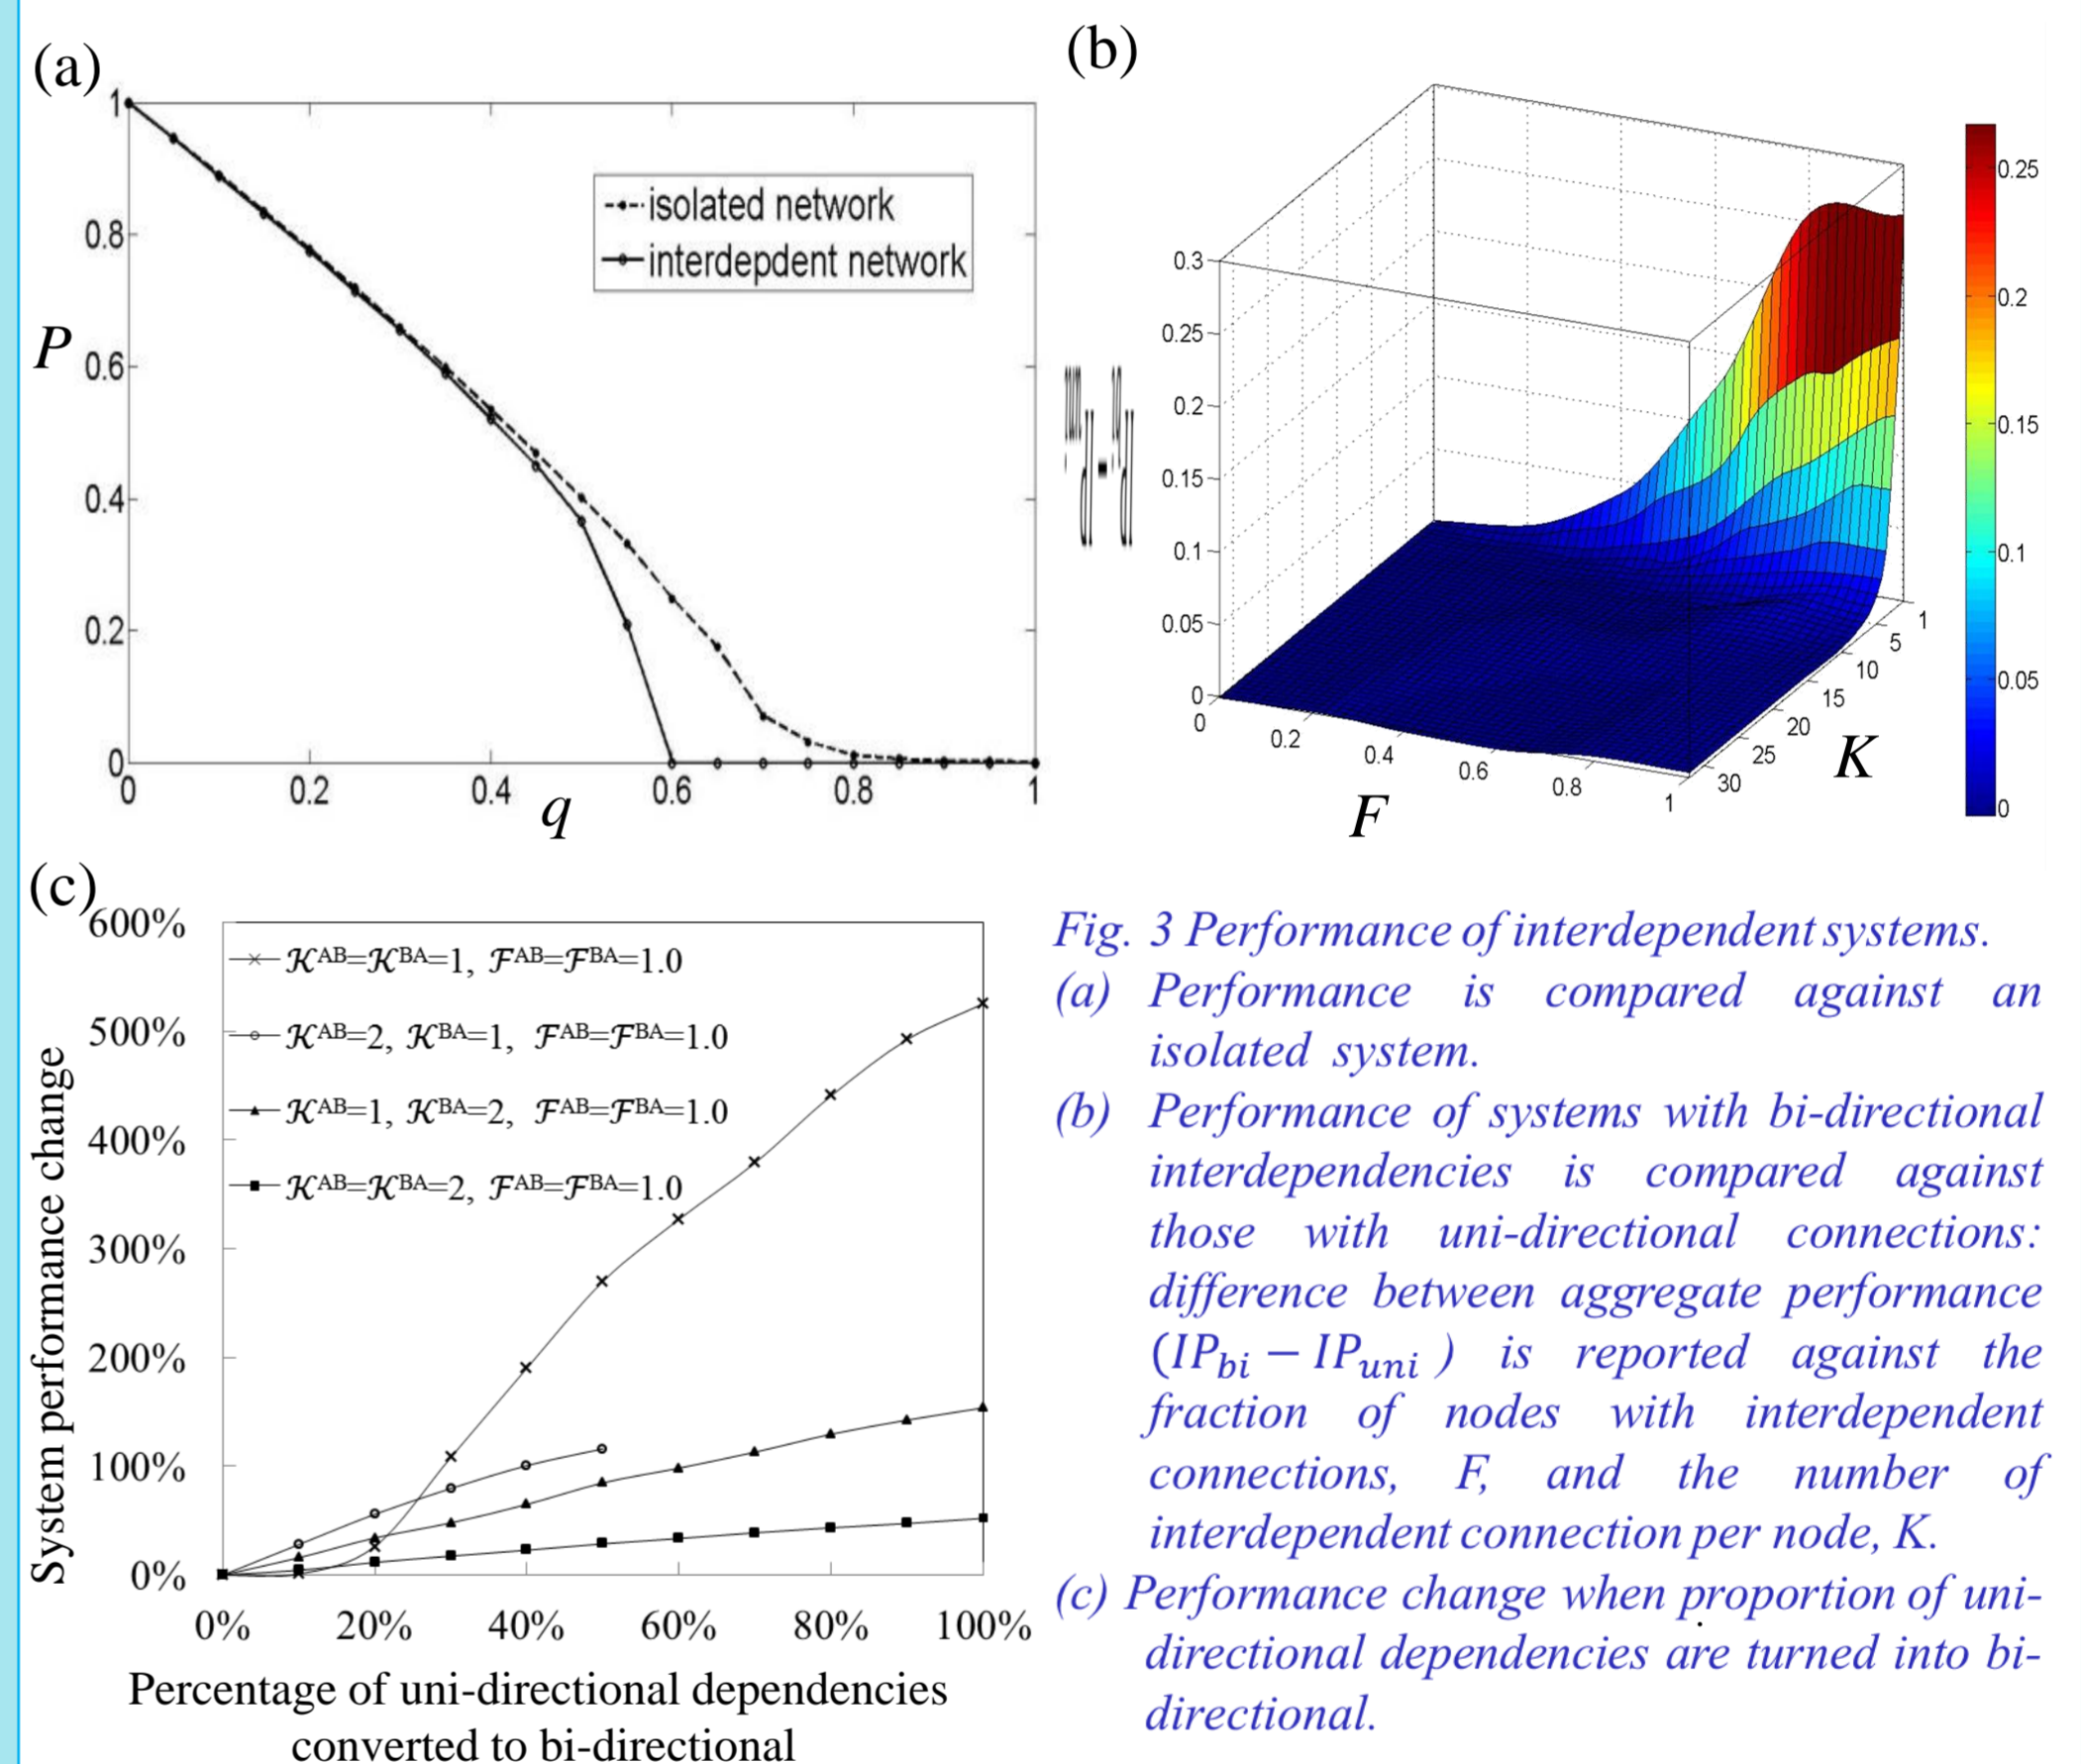 (a)
1
0.8
0.6
0.4
0.2
0
P
isolated network
interdepdent network
0 0.2 0.4 0.6 0.8 1
q
(b)
0.3
0.25
0.2
0.15
0.1
0.05
0
IP_bi - IP_uni
0 0.2 0.4 0.6 0.8 1
F
30 25 20 15 10 5 1
K
0.25
0.2
0.15
0.1
0.05
0
(c)
600%
500%
400%
300%
200%
100%
0%
System performance change
𝒦ᴬᴮ=𝒦ᴮᴬ=1, ℱᴬᴮ=ℱᴮᴬ=1.0
𝒦ᴬᴮ=2, 𝒦ᴮᴬ=1, ℱᴬᴮ=ℱᴮᴬ=1.0
𝒦ᴬᴮ=1, 𝒦ᴮᴬ=2, ℱᴬᴮ=ℱᴮᴬ=1.0
𝒦ᴬᴮ=𝒦ᴮᴬ=2, ℱᴬᴮ=ℱᴮᴬ=1.0
0% 20% 40% 60% 80% 100%
Percentage of uni-directional dependencies
converted to bi-directional
Fig. 3 Performance of interdependent systems.
(a) Performance is compared against an
isolated system.
(b) Performance of systems with bi-directional
interdependencies is compared against
those with uni-directional connections:
difference between aggregate performance
(IP_bi − IP_uni ) is reported against the
fraction of nodes with interdependent
connections, F, and the number of
interdependent connection per node, K.
(c) Performance change when proportion of uni-
directional dependencies are turned into bi-
directional.